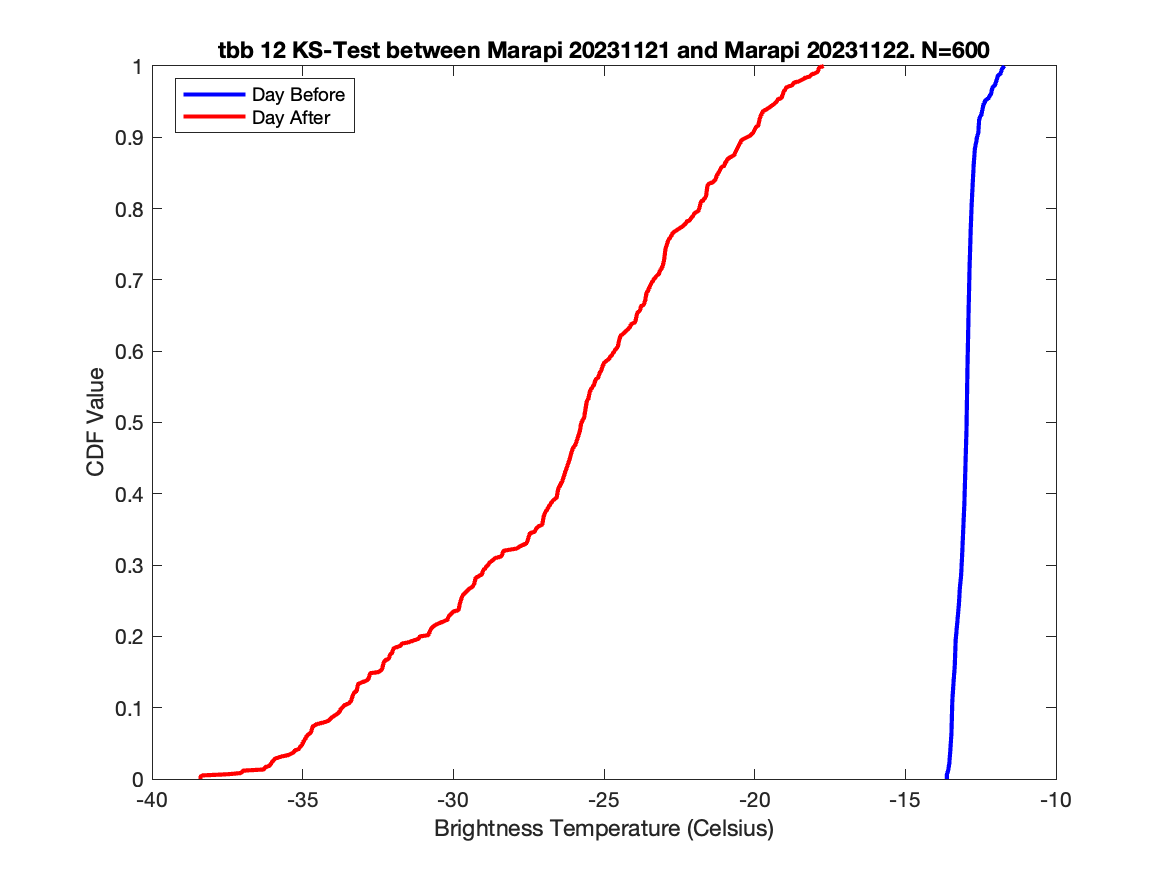 tbb 12 KS-Test between Marapi 20231121 and Marapi 20231122. N=600
Day Before
Day After
1
0.9
0.8
0.7
0.6
0.5
0.4
0.3
0.2
0.1
0
CDF Value
-40 -35 -30 -25 -20 -15 -10
Brightness Temperature (Celsius)